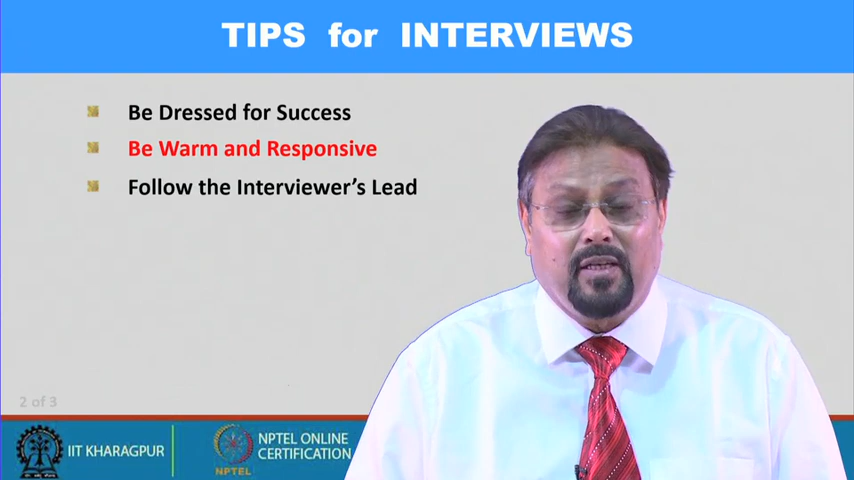 TIPS for INTERVIEWS
Be Dressed for Success
Be Warm and Responsive
Follow the Interviewer's Lead
2 of 3
IIT KHARAGPUR
NPTEL ONLINE
CERTIFICATION
NPTEL